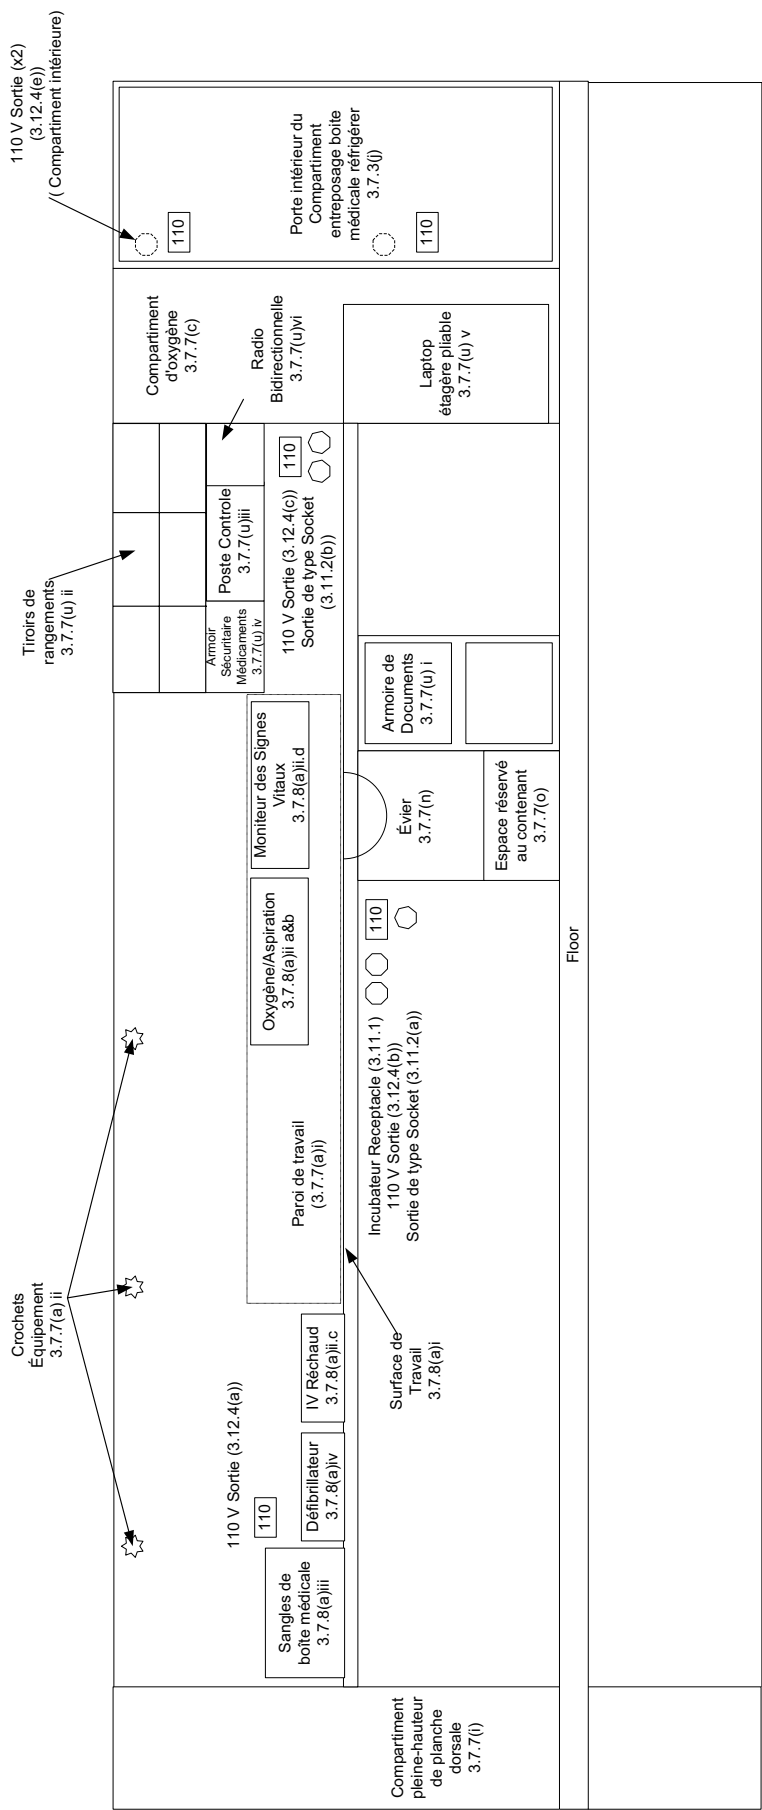 110 V Sortie (x2)
(3.12.4(e))
( Compartiment intérieure)
110
110
Porte intérieur du
Compartiment
entreposage boite
médicale réfrigérer
3.7.3(j)
Compartiment
d'oxygène
3.7.7(c)
Radio
Bidirectionnelle
3.7.7(u)vi
Laptop
étagère pliable
3.7.7(u) v
Tiroirs de
rangements
3.7.7(u) ii
Poste Controle
3.7.7(u)iii
Armoir
Sécuritaire
Médicaments
3.7.7(u) iv
110
110 V Sortie (3.12.4(c))
Sortie de type Socket
(3.11.2(b))
Armoire de
Documents
3.7.7(u) i
Moniteur des Signes
Vitaux
3.7.8(a)ii.d
Évier
3.7.7(n)
Espace réservé
au contenant
3.7.7(o)
Oxygène/Aspiration
3.7.8(a)ii a&b
110
Incubateur Receptacle (3.11.1)
110 V Sortie (3.12.4(b))
Sortie de type Socket (3.11.2(a))
Floor
Paroi de travail
(3.7.7(a)i)
Crochets
Équipement
3.7.7(a) ii
Surface de
Travail
3.7.8(a)i
IV Réchaud
3.7.8(a)ii.c
110 V Sortie (3.12.4(a))
110
Défibrillateur
3.7.8(a)iv
Sangles de
boîte médicale
3.7.8(a)iii
Compartiment
pleine-hauteur
de planche
dorsale
3.7.7(i)